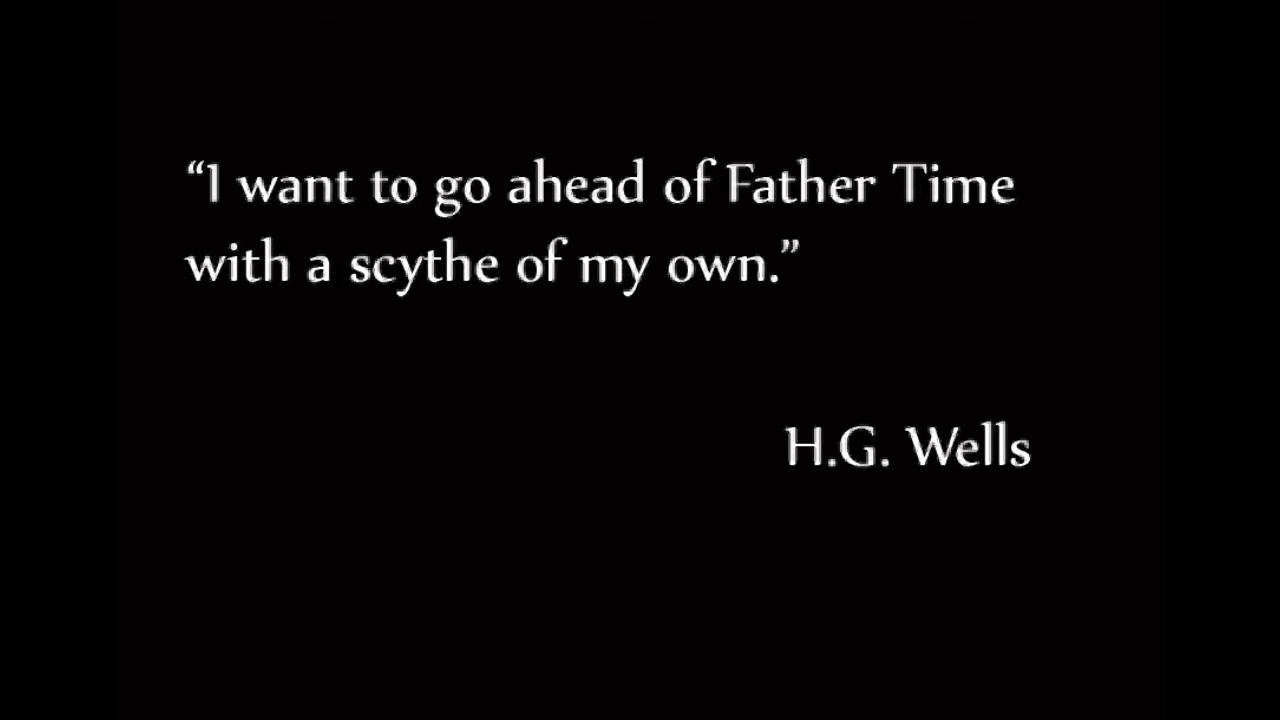 “I want to go ahead of Father Time
with a scythe of my own.”
H.G. Wells